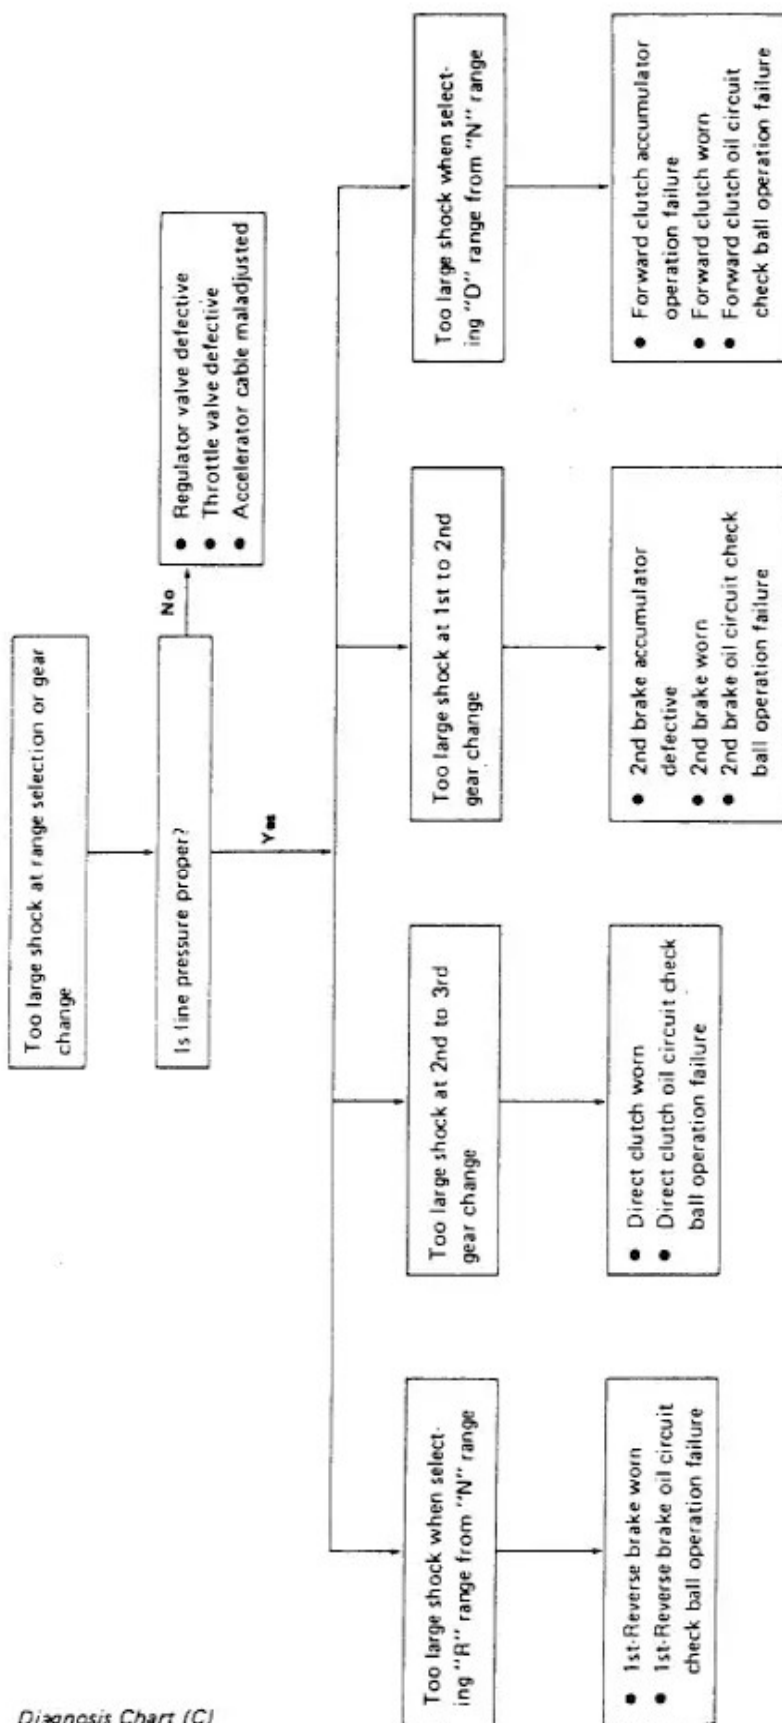 Diagnosis Chart (C)
Too large shock at range selection or gear
change
Is line pressure proper?
No
● Regulator valve defective
● Throttle valve defective
● Accelerator cable maladjusted
Yes
Too large shock when select-
ing "R" range from "N" range
● 1st-Reverse brake worn
● 1st-Reverse brake oil circuit
check ball operation failure
Too large shock at 2nd to 3rd
gear change
● Direct clutch worn
● Direct clutch oil circuit check
ball operation failure
Too large shock at 1st to 2nd
gear change
● 2nd brake accumulator
defective
● 2nd brake worn
● 2nd brake oil circuit check
ball operation failure
Too large shock when select-
ing "D" range from "N" range
● Forward clutch accumulator
operation failure
● Forward clutch worn
● Forward clutch oil circuit
check ball operation failure